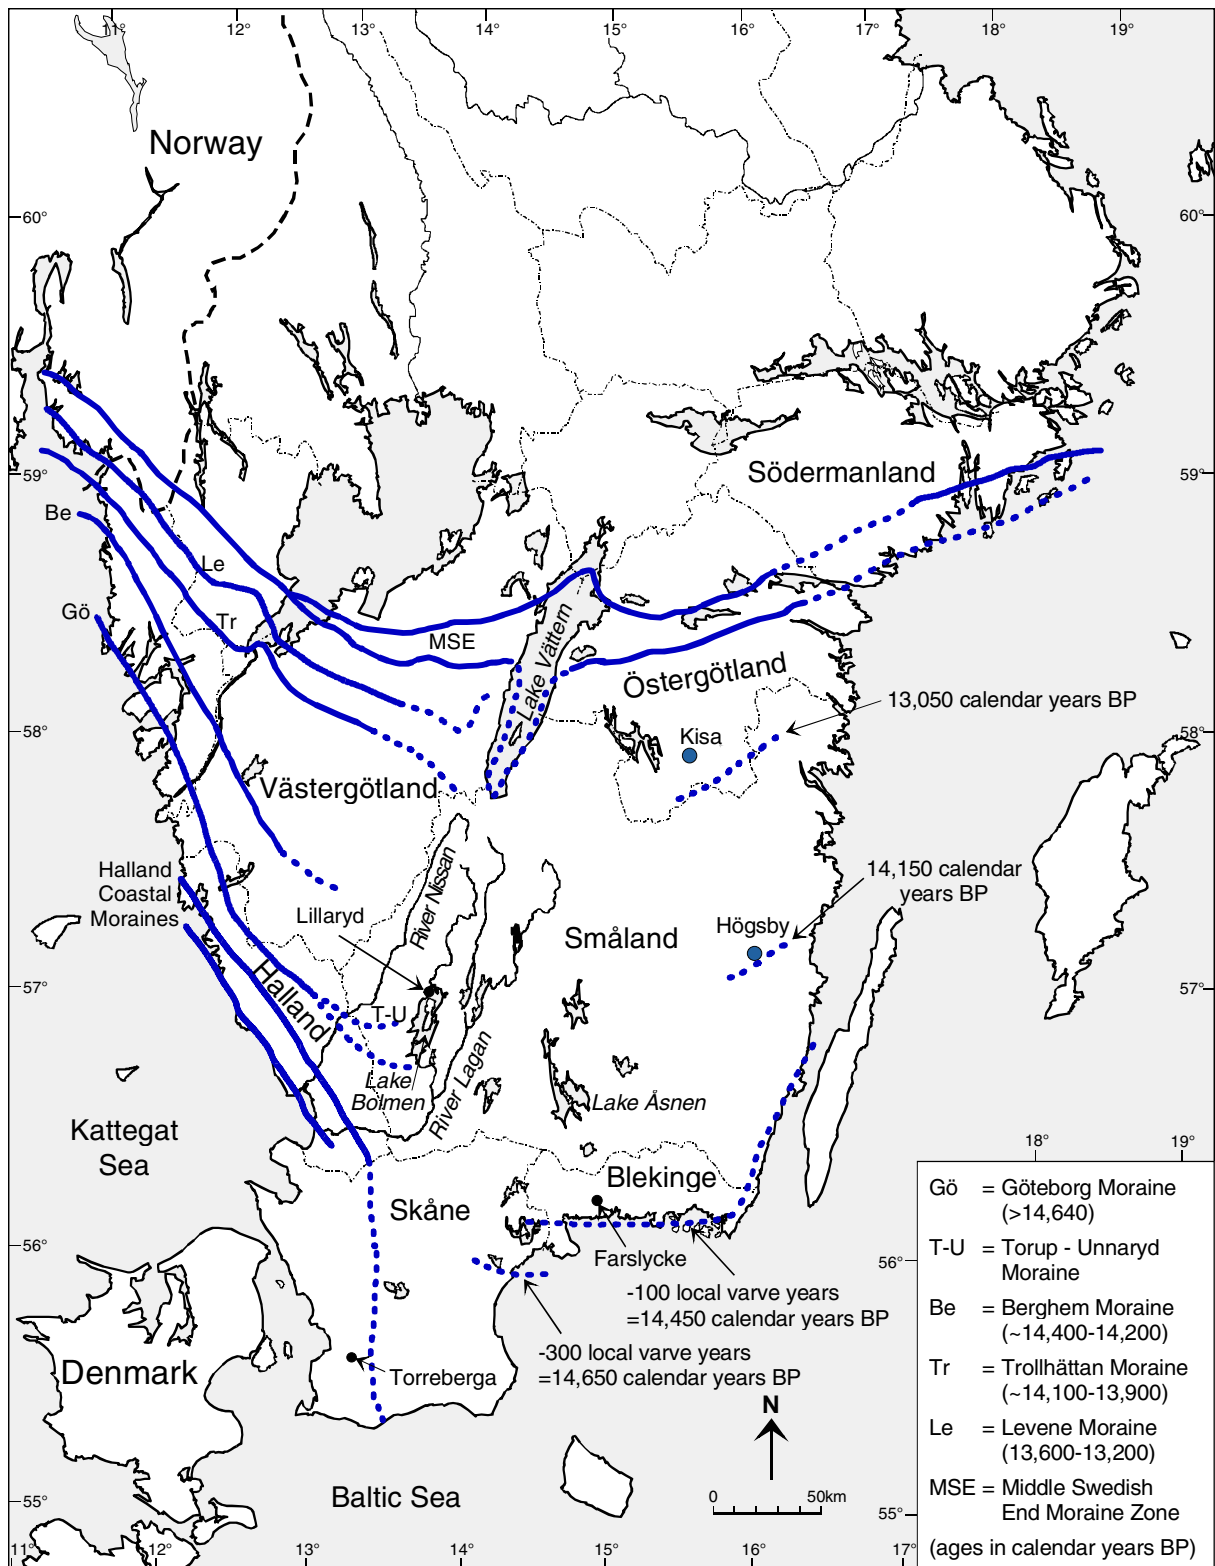 11° 12° 13° 14° 15° 16° 17° 18° 19°
Norway
60° 60°
59° 59°
Södermanland
Be
Le
Gö
Tr
MSE
Lake Vättern
Östergötland
13,050 calendar years BP
58° 58°
Kisa
Västergötland
Halland
Coastal
Moraines
14,150 calendar
years BP
Lillaryd
River Nissan
Högsby
Småland
57° 57°
Halland
T-U
Lake
Bolmen
River Lagan
Lake Åsnen
Kattegat
Sea
18° 19°
Blekinge
Skåne
56° 56°
Farslycke
-100 local varve years
=14,450 calendar years BP
-300 local varve years
=14,650 calendar years BP
Denmark
Torreberga
N
Baltic Sea
0 50km
55° 55°
11° 12° 13° 14° 15° 16° 17°
Gö = Göteborg Moraine
(>14,640)
T-U = Torup - Unnaryd
Moraine
Be = Berghem Moraine
(~14,400-14,200)
Tr = Trollhättan Moraine
(~14,100-13,900)
Le = Levene Moraine
(13,600-13,200)
MSE = Middle Swedish
End Moraine Zone
(ages in calendar years BP)